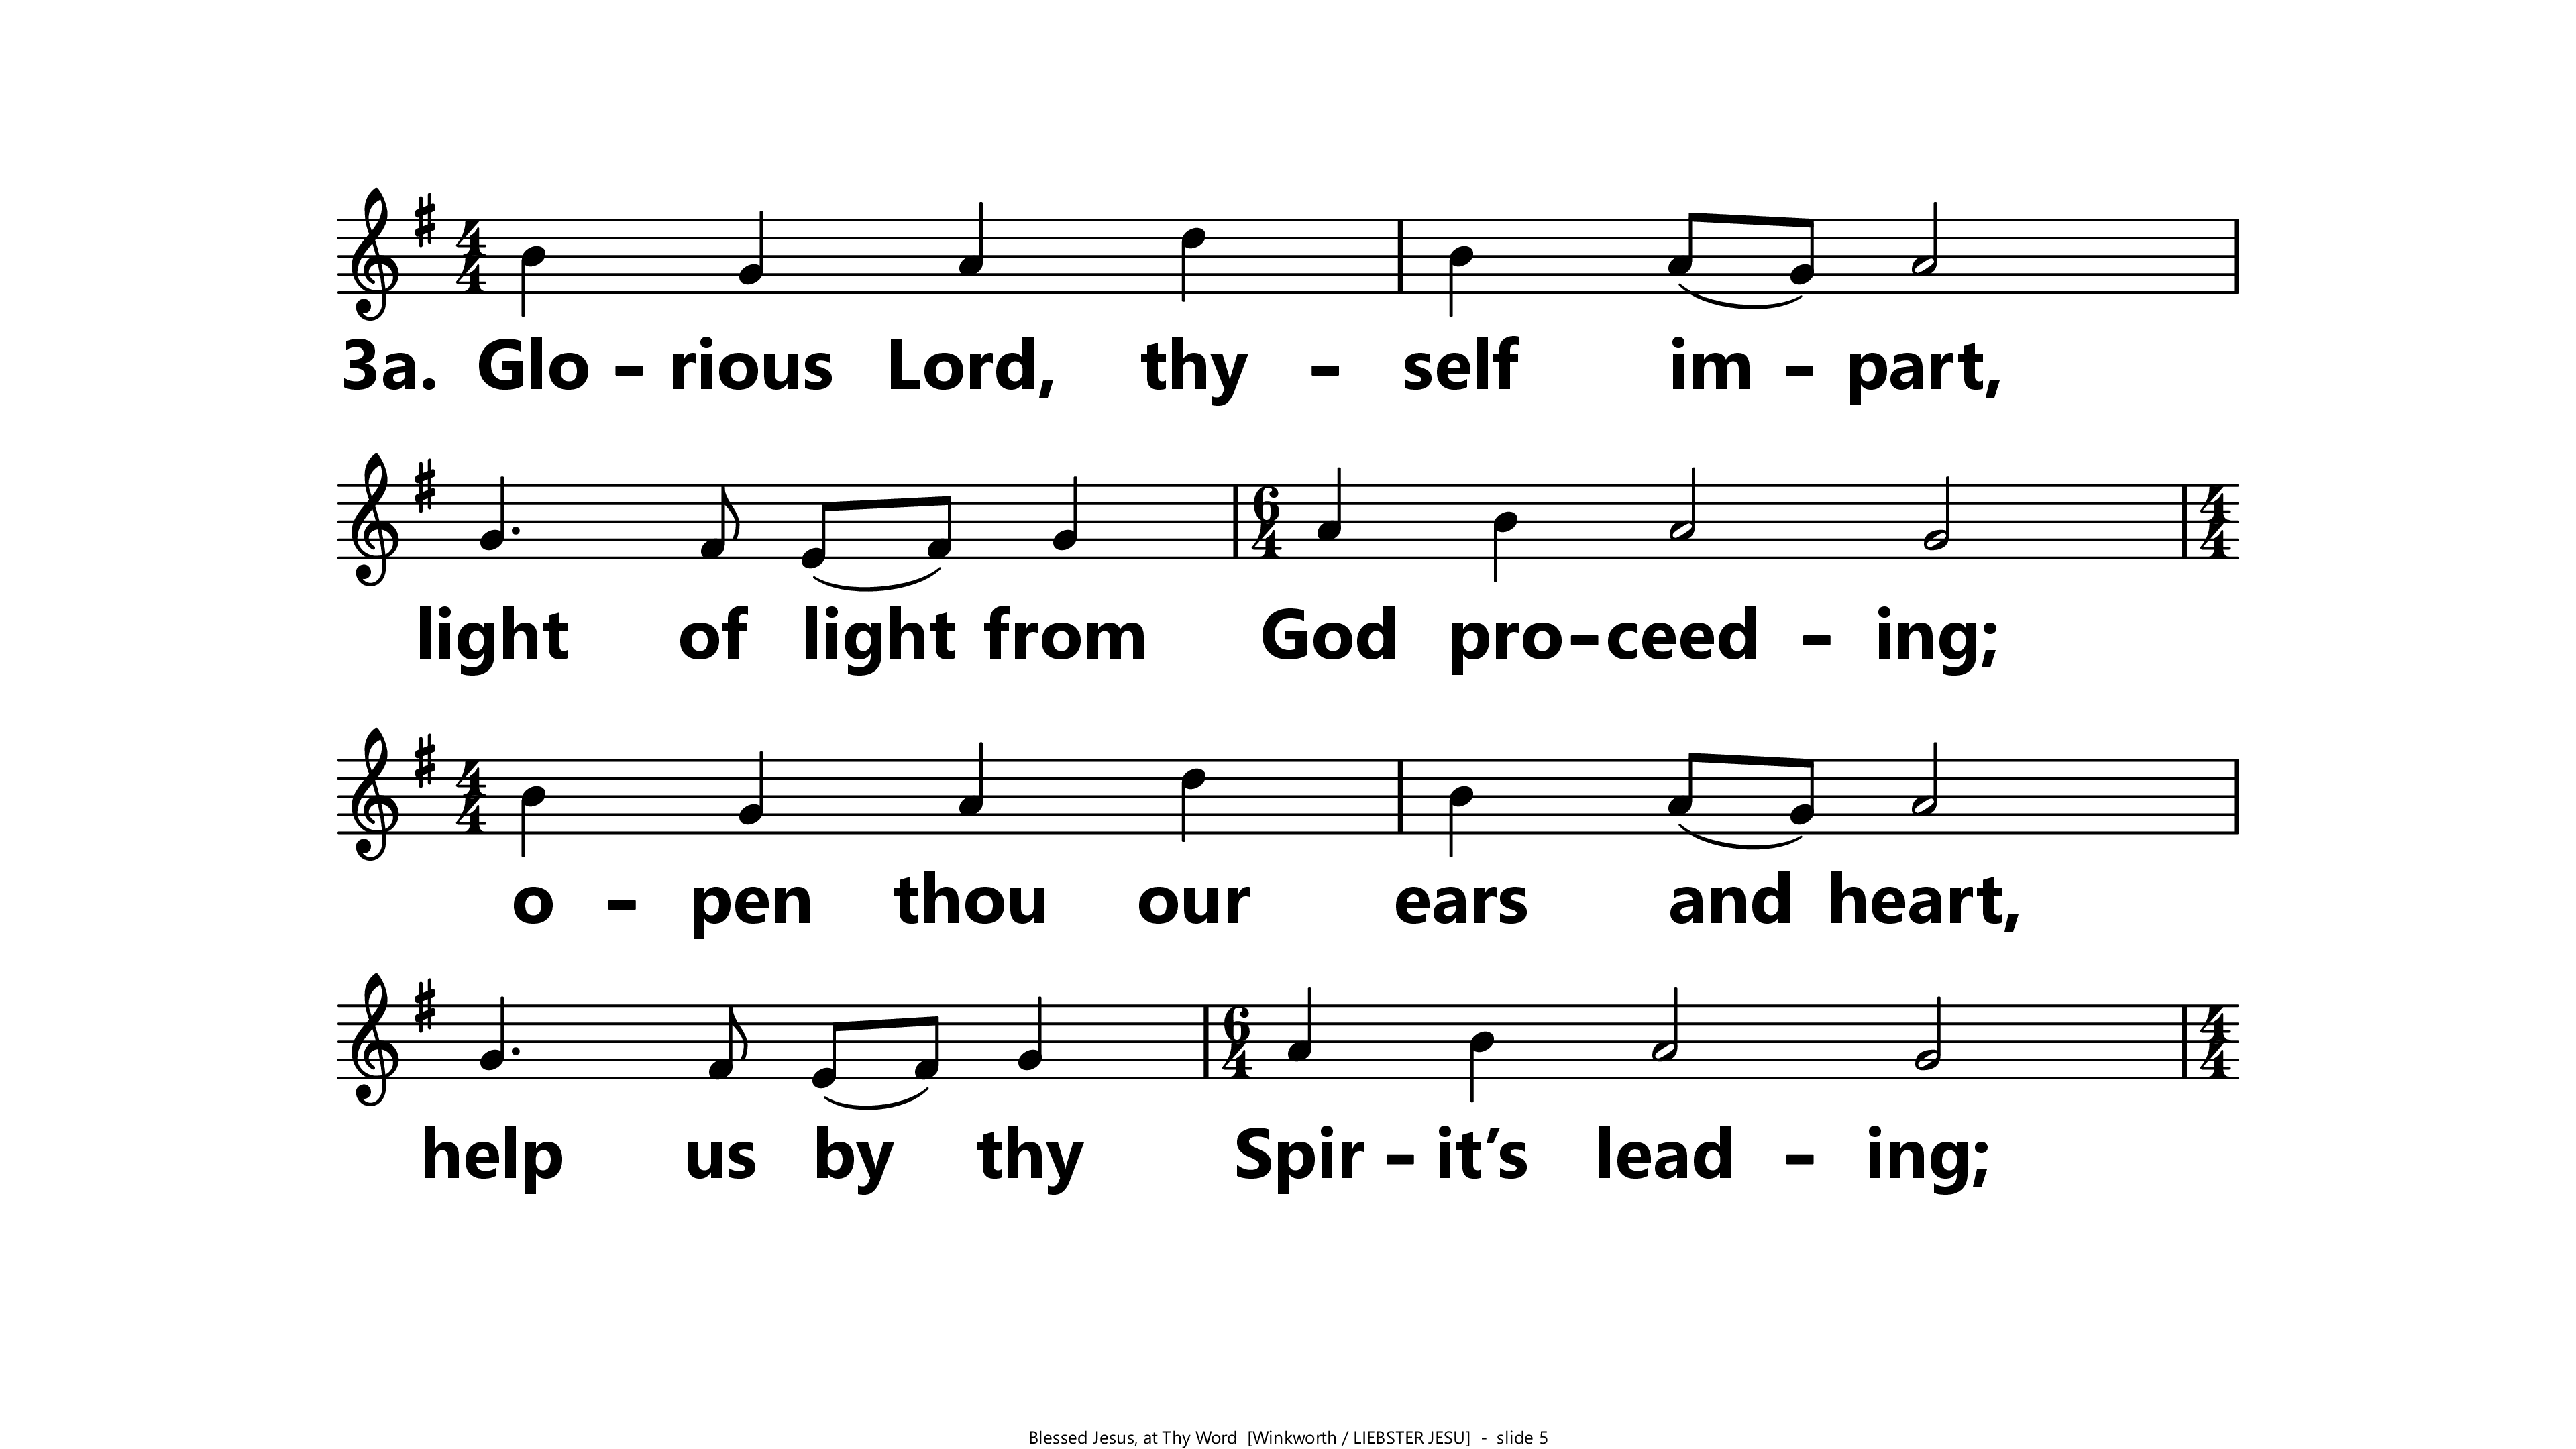 3a. Glo - rious Lord, thy - self im - part,
light of light from God pro-ceed - ing;
o - pen thou our ears and heart,
help us by thy Spir - it’s lead - ing;
Blessed Jesus, at Thy Word [Winkworth / LIEBSTER JESU] - slide 5